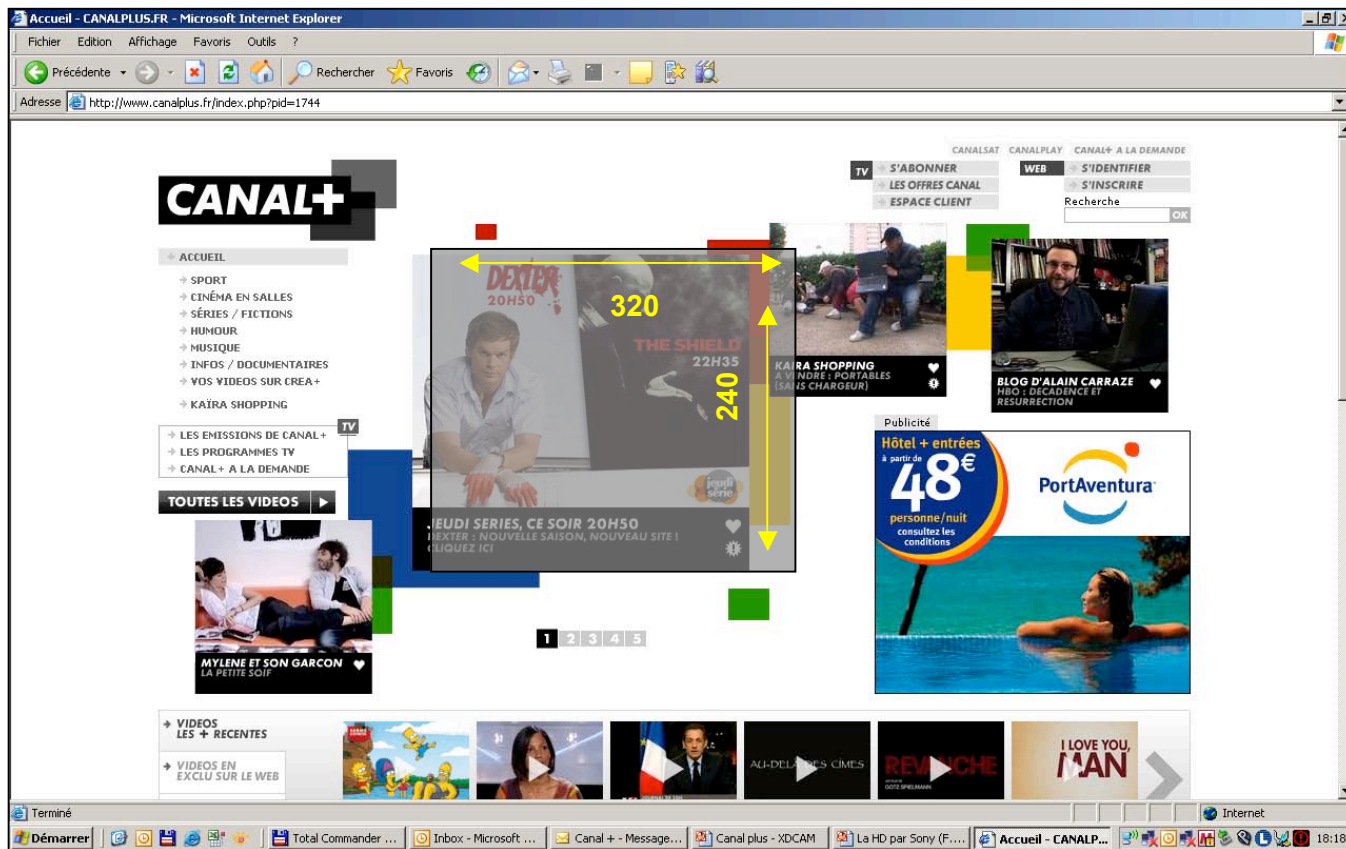 Accueil - CANALPLUS.FR - Microsoft Internet Explorer
Fichier Edition Affichage Favoris Outils ?
Précédente Rechercher Favoris
Adresse http://www.canalplus.fr/index.php?pid=1744
CANALSAT CANALPLAY CANAL+ A LA DEMANDE
TV S'ABONNER
LES OFFRES CANAL
ESPACE CLIENT
WEB S'IDENTIFIER
S'INSCRIRE
Recherche
OK
CANAL+
ACCUEIL
SPORT
CINÉMA EN SALLES
SÉRIES / FICTIONS
HUMOUR
MUSIQUE
INFOS / DOCUMENTAIRES
VOS VIDEOS SUR CREA+
KAÏRA SHOPPING
TV
LES EMISSIONS DE CANAL+
LES PROGRAMMES TV
CANAL+ A LA DEMANDE
TOUTES LES VIDEOS
MYLENE ET SON GARCON
LA PETITE SOIF
DEXTER
20H50
320
THE SHIELD
22H35
240
jeudi
série
JEUDI SERIES, CE SOIR 20H50
DEXTER : NOUVELLE SAISON, NOUVEAU SITE !
CLIQUEZ ICI
1 2 3 4 5
KAIRA SHOPPING
A VENDRE : PORTABLES
(SANS CHARGEUR)
BLOG D'ALAIN CARRAZE
HBO : DECADENCE ET
RESURRECTION
Publicité
Hôtel + entrées
à partir de
48€
personne/nuit
consultez les
conditions
PortAventura
VIDEOS
LES + RECENTES
VIDEOS EN
EXCLU SUR LE WEB
AU-DELÀ DES CÎMES
REVANCHE
GÖTZ SPIELMANN
I LOVE YOU,
MAN
Terminé
Internet
Démarrer
Total Commander ...
Inbox - Microsoft ...
Canal + - Message...
Canal plus - XDCAM
La HD par Sony (F....
Accueil - CANALP...
18:18